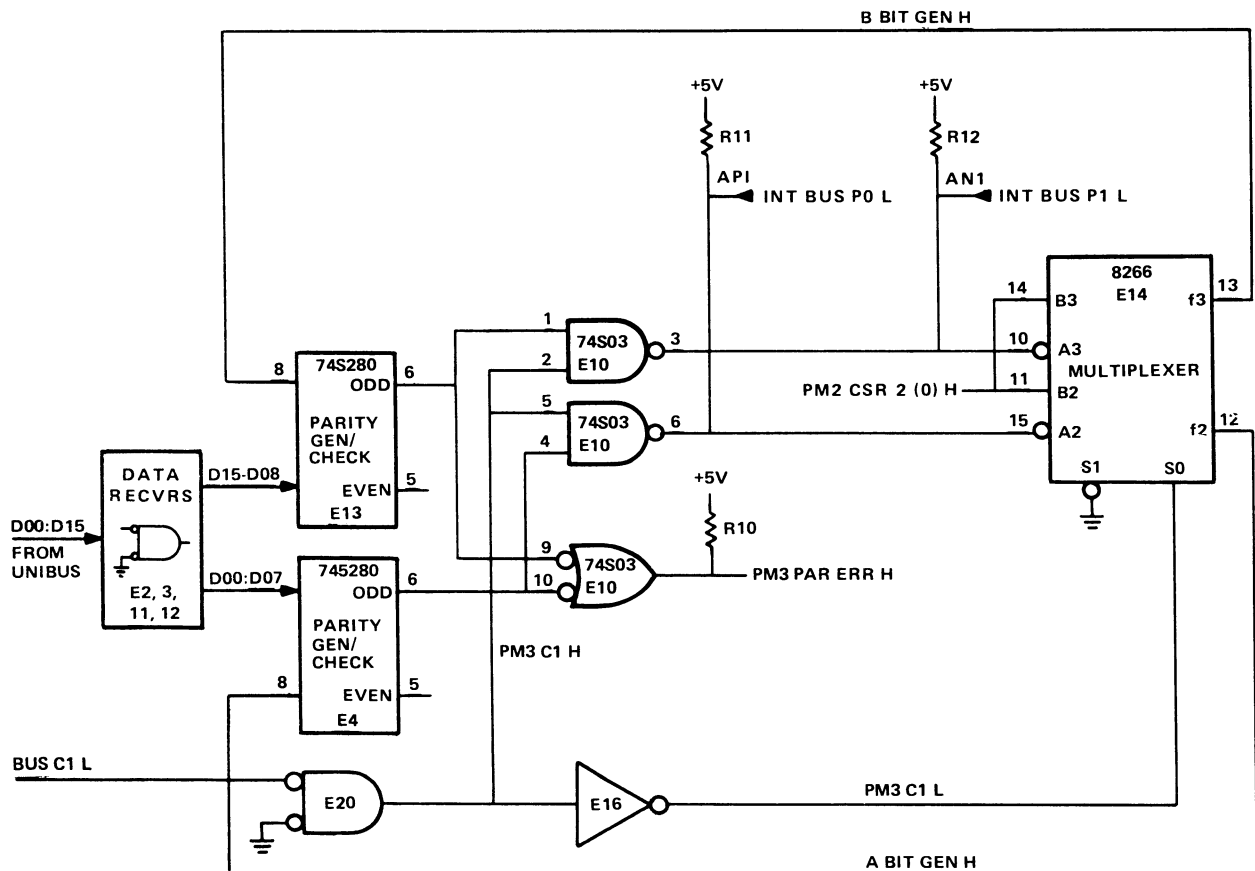 B BIT GEN H
+5V
+5V
R11
R12
API
AN1
INT BUS P0 L
INT BUS P1 L
8266
E14
14
B3
f3
13
1
2
74S03
E10
3
10
A3
MULTIPLEXER
PM2 CSR 2 (0) H
11
B2
8
74S280
ODD
6
PARITY
GEN/
CHECK
EVEN
5
E13
5
4
74S03
E10
6
15
A2
f2
12
S1
S0
DATA
RECVRS
D15-D08
D00:D15
FROM
UNIBUS
E2, 3,
11, 12
D00:D07
+5V
R10
9
10
74S03
E10
PM3 PAR ERR H
745280
ODD
6
PARITY
GEN/
CHECK
8
EVEN
5
E4
PM3 C1 H
BUS C1 L
E20
E16
PM3 C1 L
A BIT GEN H